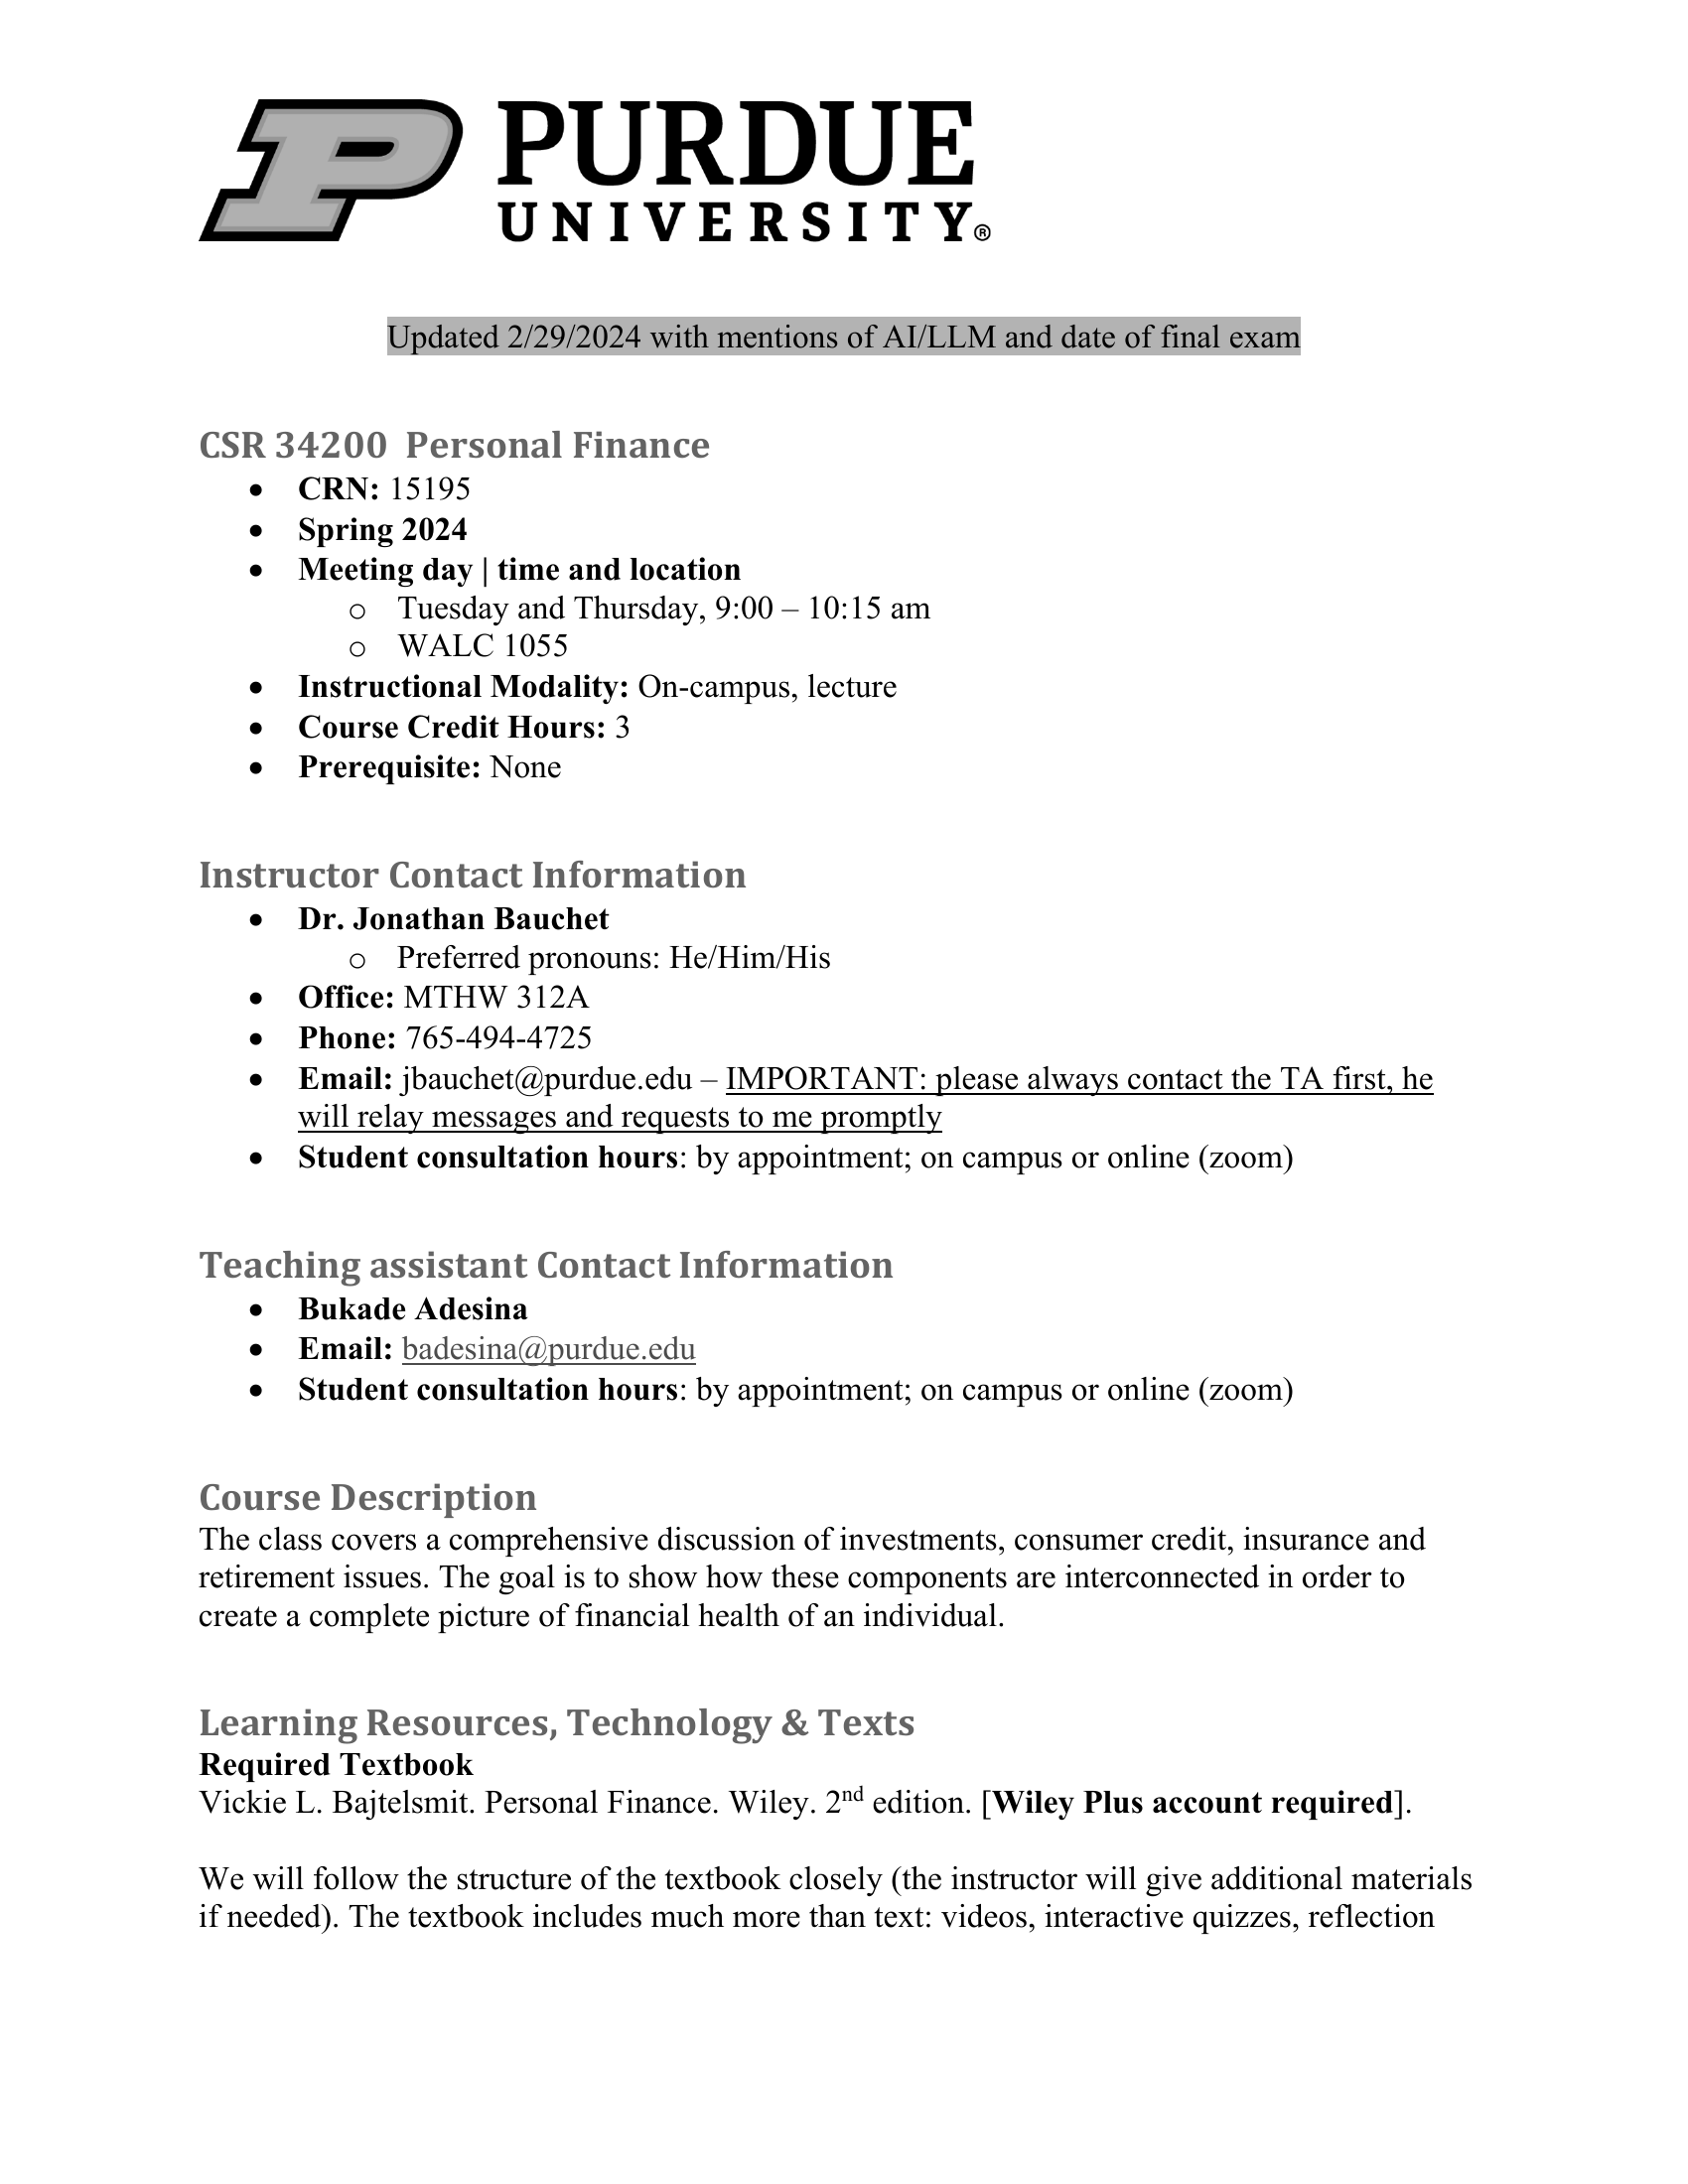 P PURDUE
UNIVERSITY®
Updated 2/29/2024 with mentions of AI/LLM and date of final exam
CSR 34200 Personal Finance
• CRN: 15195
• Spring 2024
• Meeting day | time and location
o Tuesday and Thursday, 9:00 – 10:15 am
o WALC 1055
• Instructional Modality: On-campus, lecture
• Course Credit Hours: 3
• Prerequisite: None
Instructor Contact Information
• Dr. Jonathan Bauchet
o Preferred pronouns: He/Him/His
• Office: MTHW 312A
• Phone: 765-494-4725
• Email: jbauchet@purdue.edu – IMPORTANT: please always contact the TA first, he
will relay messages and requests to me promptly
• Student consultation hours: by appointment; on campus or online (zoom)
Teaching assistant Contact Information
• Bukade Adesina
• Email: badesina@purdue.edu
• Student consultation hours: by appointment; on campus or online (zoom)
Course Description
The class covers a comprehensive discussion of investments, consumer credit, insurance and
retirement issues. The goal is to show how these components are interconnected in order to
create a complete picture of financial health of an individual.
Learning Resources, Technology & Texts
Required Textbook
Vickie L. Bajtelsmit. Personal Finance. Wiley. 2nd edition. [Wiley Plus account required].
We will follow the structure of the textbook closely (the instructor will give additional materials
if needed). The textbook includes much more than text: videos, interactive quizzes, reflection